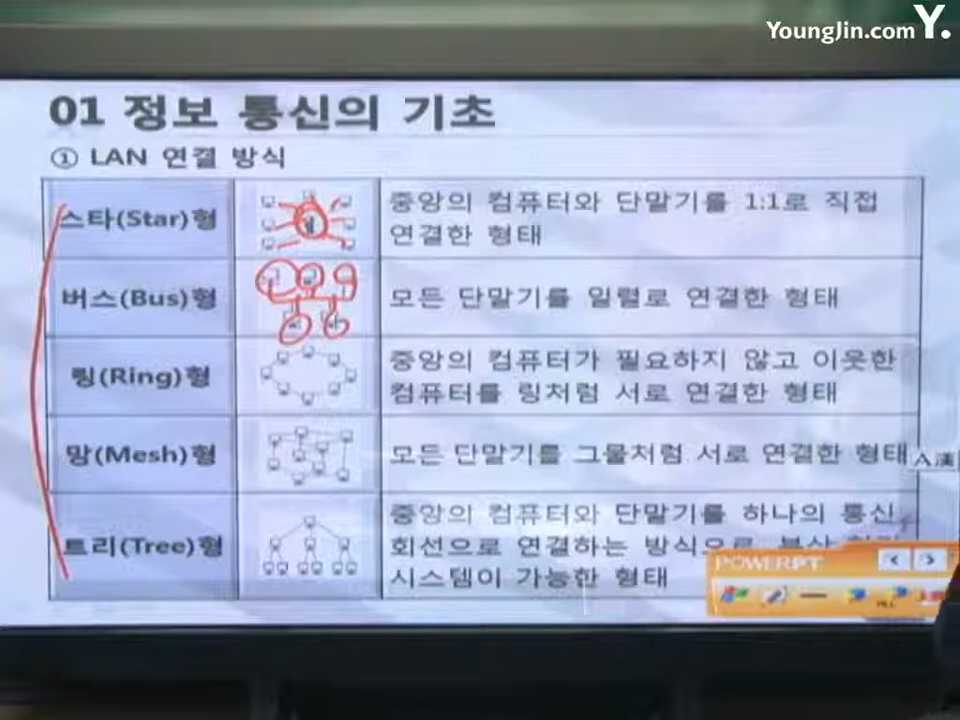 YoungJin.com Y.
01 정보 통신의 기초
① LAN 연결 방식
스타(Star)형
중앙의 컴퓨터와 단말기를 1:1로 직접
연결한 형태
버스(Bus)형
모든 단말기를 일렬로 연결한 형태
링(Ring)형
중앙의 컴퓨터가 필요하지 않고 이웃한
컴퓨터를 링처럼 서로 연결한 형태
망(Mesh)형
모든 단말기를 그물처럼 서로 연결한 형태
A漢
트리(Tree)형
중앙의 컴퓨터와 단말기를 하나의 통신
회선으로 연결하는 방식으로
시스템이 가능한 형태
POWERPT